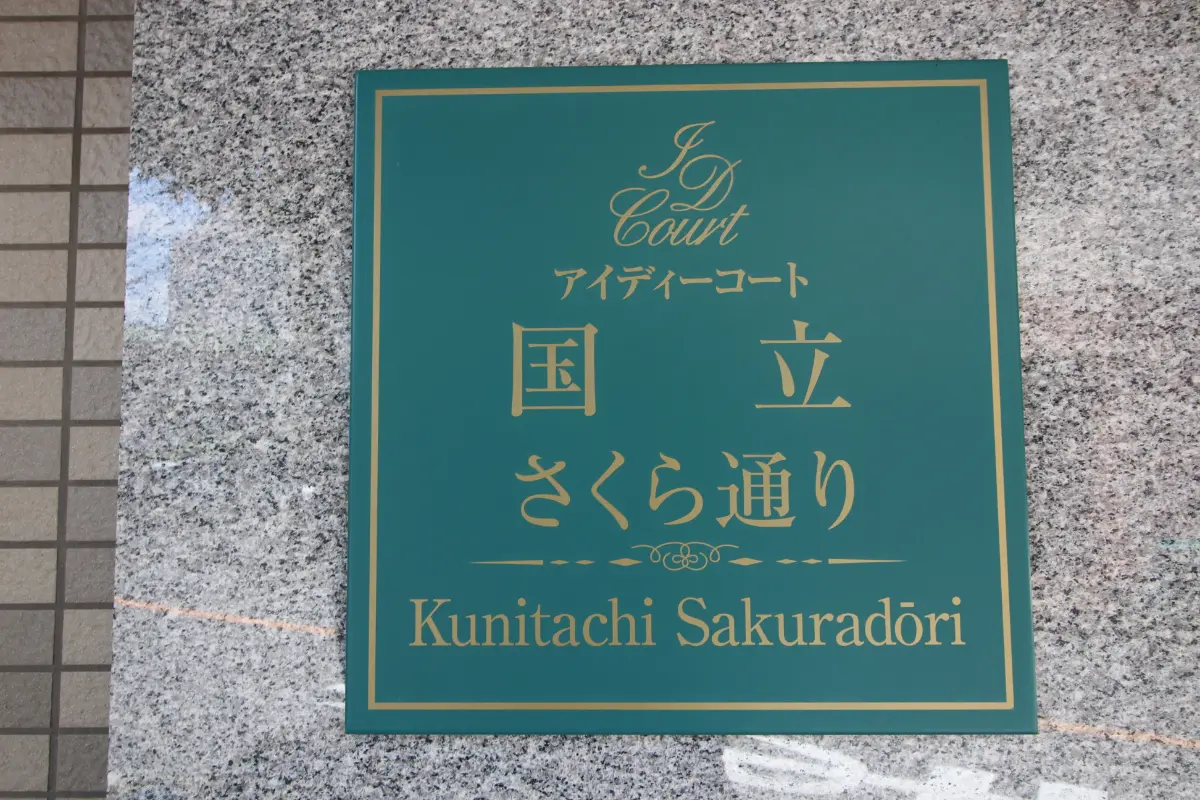 ID
Court
アイディーコート
国立
さくら通り
Kunitachi Sakuradōri